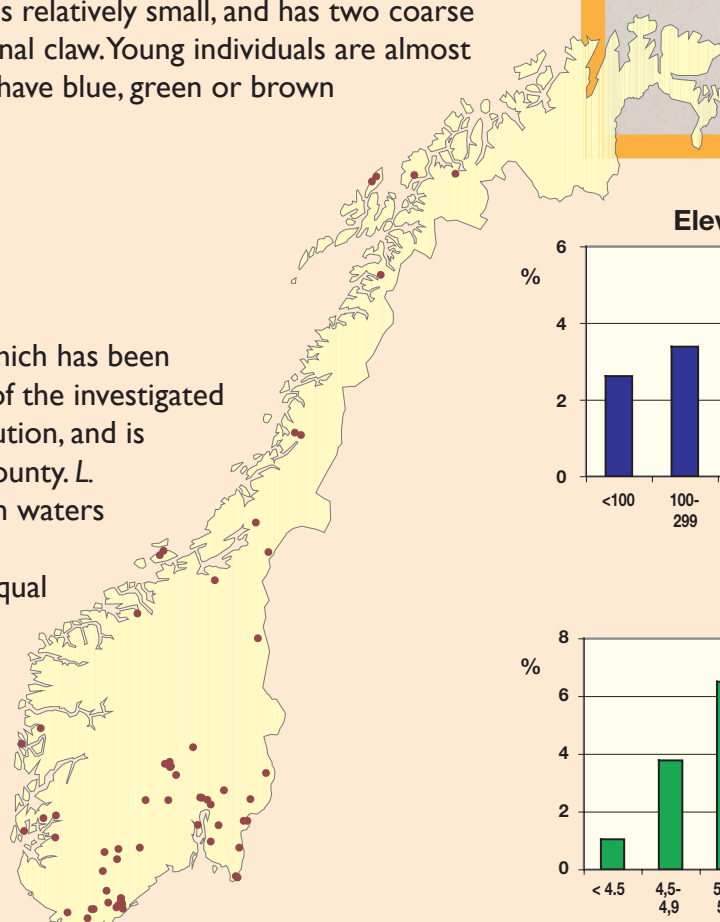 s relatively small, and has two coarse
nal claw. Young individuals are almost
have blue, green or brown
hich has been
of the investigated
ution, and is
ounty. L.
n waters
qual
Elev
%
6
4
2
0
<100
100-
299
%
8
6
4
2
0
< 4.5
4,5-
4,9
5